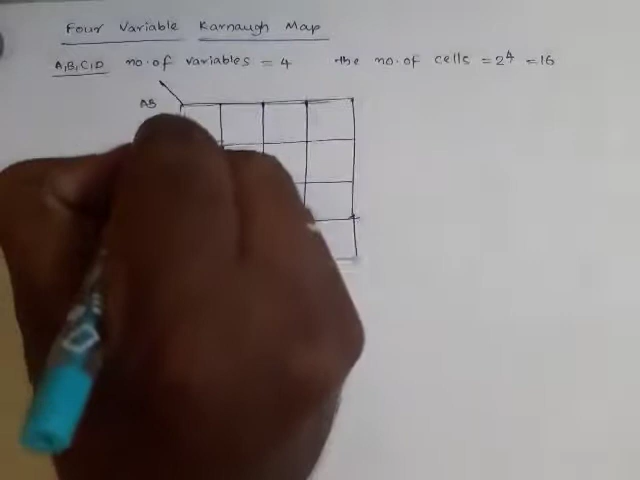 Four Variable Karnaugh Map
A,B,C,D no.of variables = 4 the no.of cells = 2⁴ = 16
AB